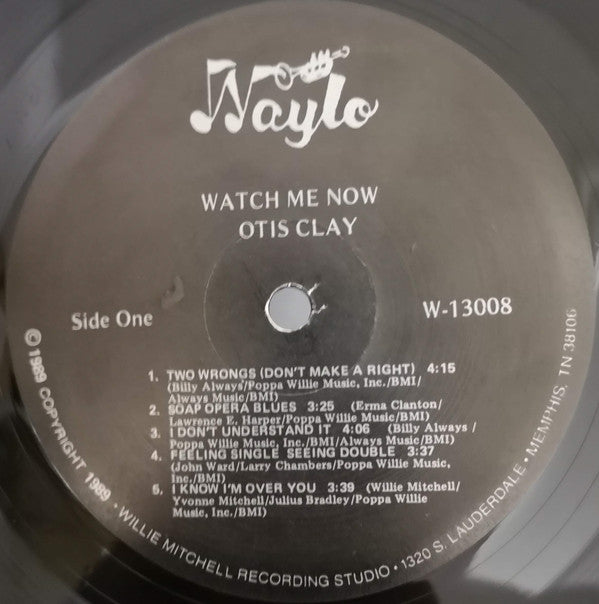 Naylo
WATCH ME NOW
OTIS CLAY
Side One
W-13008
1. TWO WRONGS (DON'T MAKE A RIGHT) 4:15
(Billy Always/Poppa Willie Music, Inc./BMI/
Always Music/BMI)
2. SOAP OPERA BLUES 3:25 (Erma Clanton/
Lawrence E. Harper/Poppa Willie Music/BMI)
3. I DON'T UNDERSTAND IT 4:06 (Billy Always/
Poppa Willie Music, Inc./BMI/Always Music/BMI)
4. FEELING SINGLE SEEING DOUBLE 3:37
(John Ward/Larry Chambers/Poppa Willie Music,
Inc./BMI)
5. I KNOW I'M OVER YOU 3:39 (Willie Mitchell/
Yvonne Mitchell/Julius Bradley/Poppa Willie
Music, Inc./BMI)
© 1989 COPYRIGHT 1989 • WILLIE MITCHELL RECORDING STUDIO • 1320 S. LAUDERDALE • MEMPHIS, TN 38106